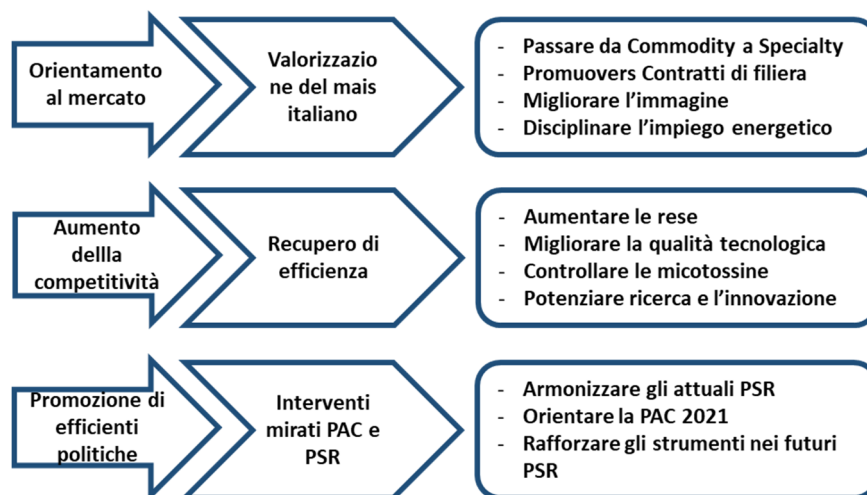 Orientamento
al mercato
Valorizzazio
ne del mais
italiano
- Passare da Commodity a Specialty
- Promuovers Contratti di filiera
- Migliorare l'immagine
- Disciplinare l'impiego energetico
Aumento
dellla
competitività
Recupero di
efficienza
- Aumentare le rese
- Migliorare la qualità tecnologica
- Controllare le micotossine
- Potenziare ricerca e l'innovazione
Promozione di
efficienti
politiche
Interventi
mirati PAC e
PSR
- Armonizzare gli attuali PSR
- Orientare la PAC 2021
- Rafforzare gli strumenti nei futuri
PSR